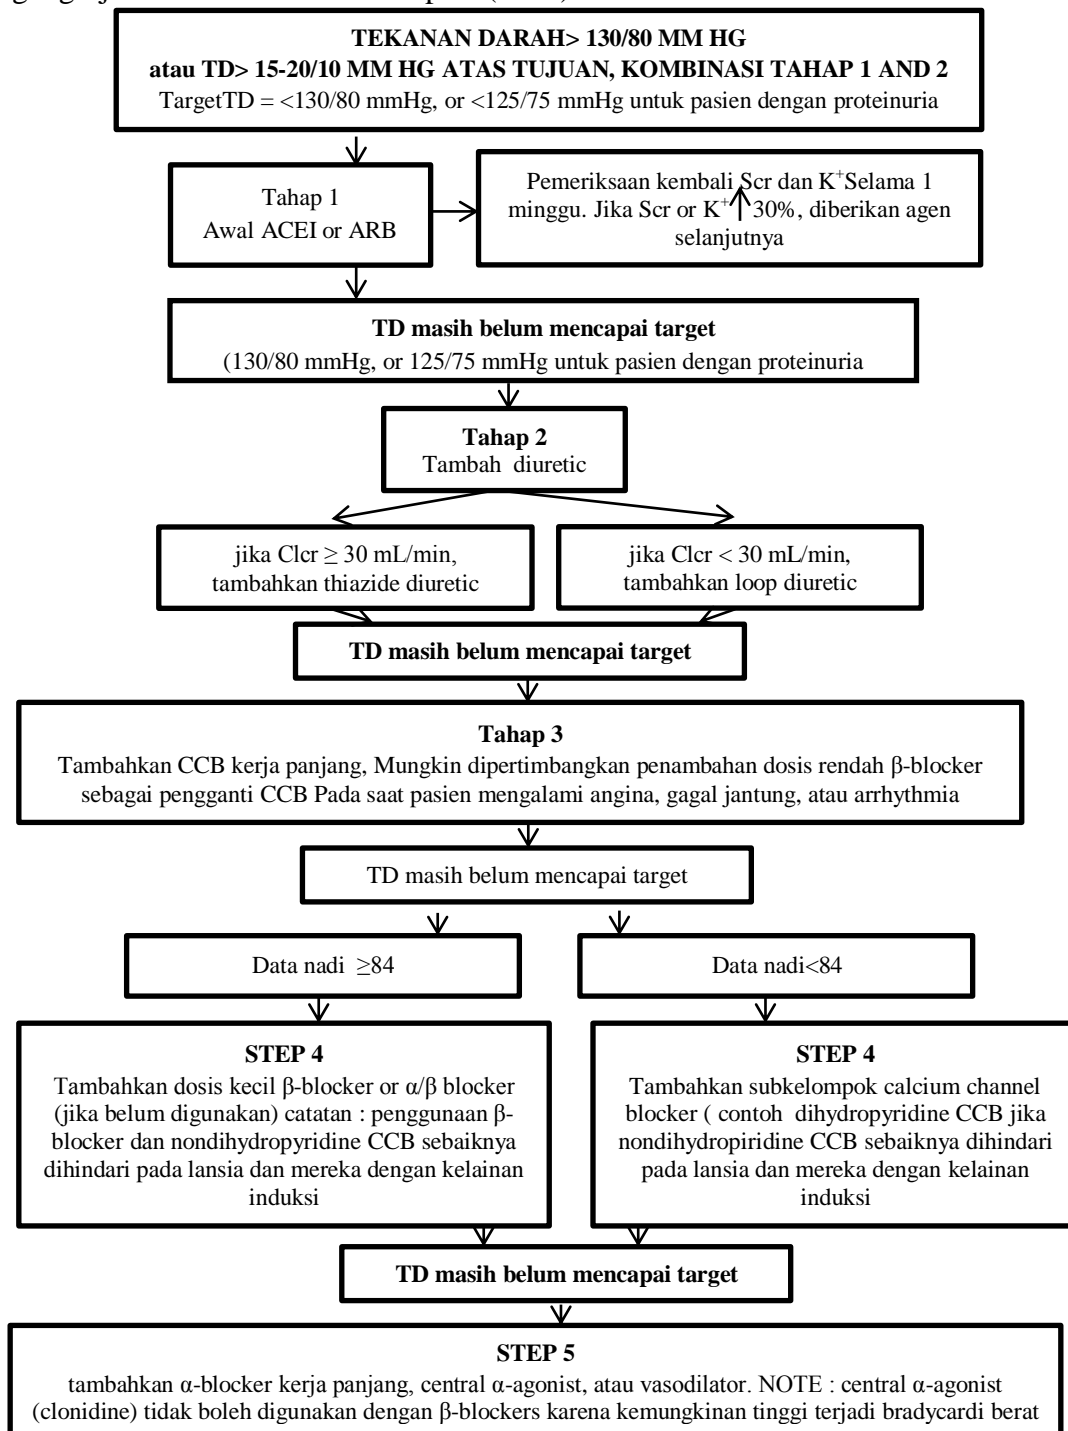 TEKANAN DARAH> 130/80 MM HG
atau TD> 15-20/10 MM HG ATAS TUJUAN, KOMBINASI TAHAP 1 AND 2
TargetTD = <130/80 mmHg, or <125/75 mmHg untuk pasien dengan proteinuria
Tahap 1
Awal ACEI or ARB
Pemeriksaan kembali Scr dan K⁺Selama 1
minggu. Jika Scr or K⁺ ↑ 30%, diberikan agen
selanjutnya
TD masih belum mencapai target
(130/80 mmHg, or 125/75 mmHg untuk pasien dengan proteinuria
Tahap 2
Tambah diuretic
jika Clcr ≥ 30 mL/min,
tambahkan thiazide diuretic
jika Clcr < 30 mL/min,
tambahkan loop diuretic
TD masih belum mencapai target
Tahap 3
Tambahkan CCB kerja panjang, Mungkin dipertimbangkan penambahan dosis rendah β-blocker
sebagai pengganti CCB Pada saat pasien mengalami angina, gagal jantung, atau arrhythmia
TD masih belum mencapai target
Data nadi ≥84
Data nadi<84
STEP 4
Tambahkan dosis kecil β-blocker or α/β blocker
(jika belum digunakan) catatan : penggunaan β-
blocker dan nondihydropyridine CCB sebaiknya
dihindari pada lansia dan mereka dengan kelainan
induksi
STEP 4
Tambahkan subkelompok calcium channel
blocker ( contoh dihydropyridine CCB jika
nondihydropiridine CCB sebaiknya dihindari
pada lansia dan mereka dengan kelainan
induksi
TD masih belum mencapai target
STEP 5
tambahkan α-blocker kerja panjang, central α-agonist, atau vasodilator. NOTE : central α-agonist
(clonidine) tidak boleh digunakan dengan β-blockers karena kemungkinan tinggi terjadi bradycardi berat